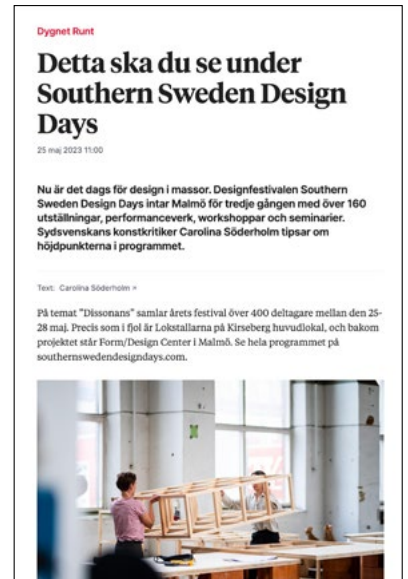 Dygnet Runt
Detta ska du se under
Southern Sweden Design
Days
25 maj 2023 11:00
Nu är det dags för design i massor. Designfestivalen Southern
Sweden Design Days intar Malmö för tredje gången med över 160
utställningar, performanceverk, workshoppar och seminarier.
Sydsvenskans konstkritiker Carolina Söderholm tipsar om
höjdpunkterna i programmet.
Text: Carolina Söderholm »
På temat "Dissonans" samlar årets festival över 400 deltagare mellan den 25-
28 maj. Precis som i fjol är Lokstallarna på Kirseberg huvudlokal, och bakom
projektet står Form/Design Center i Malmö. Se hela programmet på
southernswedendesigndays.com.